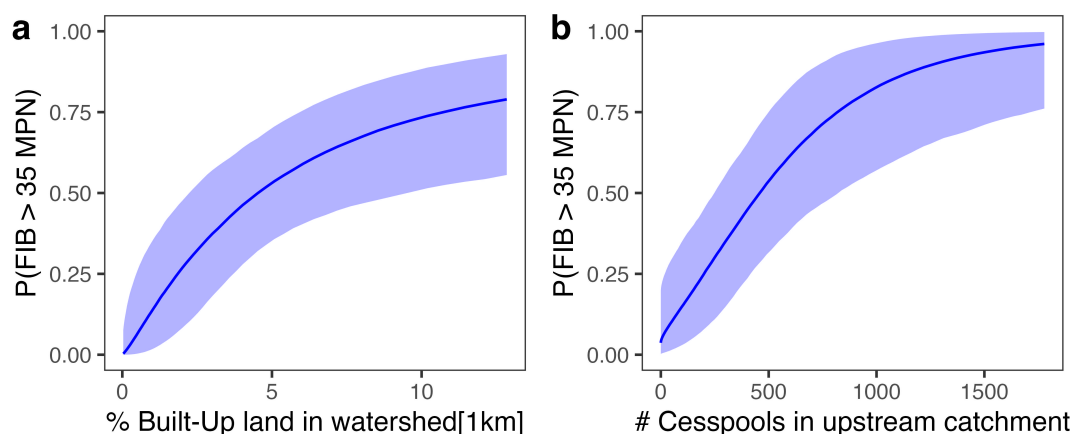 a
P(FIB > 35 MPN)
1.00
0.75
0.50
0.25
0.00
0 5 10
% Built-Up land in watershed[1km]
b
P(FIB > 35 MPN)
1.00
0.75
0.50
0.25
0.00
0 500 1000 1500
# Cesspools in upstream catchment